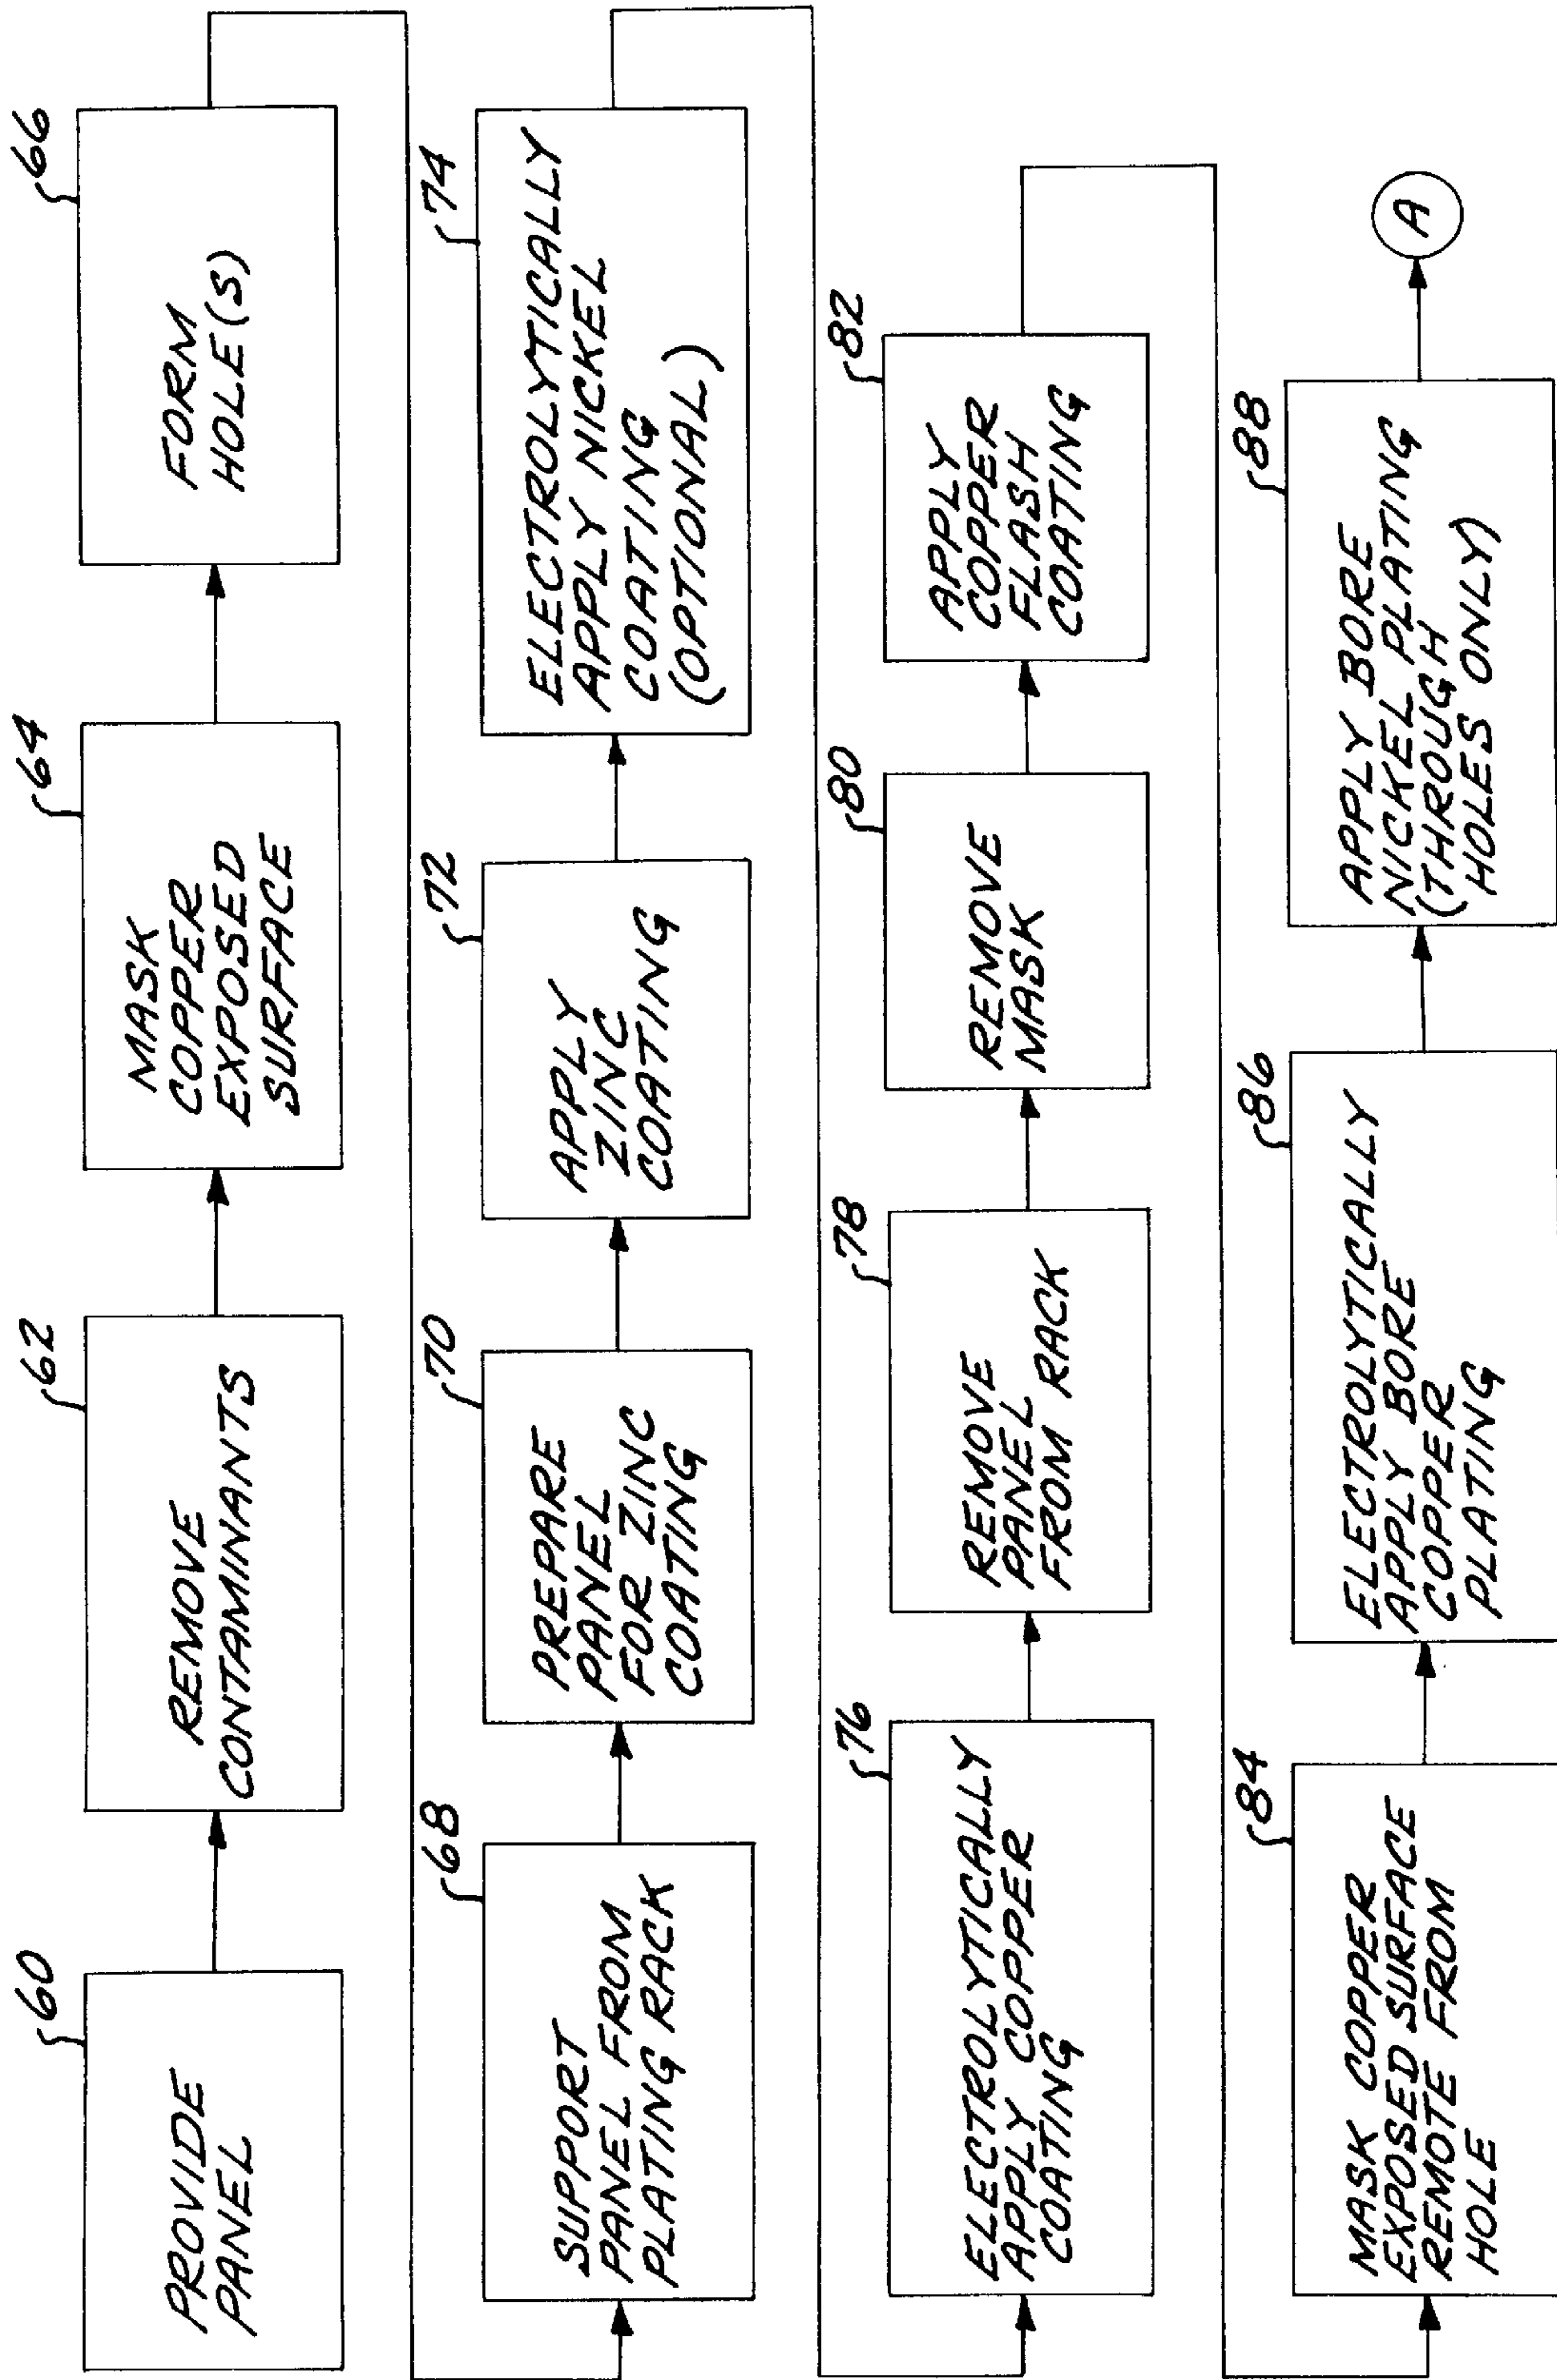 60
PROVIDE
PANEL
62
REMOVE
CONTAMINANTS
64
MASK
COPPER
EXPOSED
SURFACE
66
FORM
HOLE(S)
68
SUPPORT
PANEL FROM
PLATING RACK
70
PREPARE
PANEL
FOR ZINC
COATING
72
APPLY
ZINC
COATING
74
ELECTROLYTICALLY
APPLY NICKEL
COATING
(OPTIONAL)
76
ELECTROLYTICALLY
APPLY COPPER
COATING
78
REMOVE
PANEL
FROM RACK
80
REMOVE
MASK
82
APPLY
COPPER
FLASH
COATING
84
MASK COPPER
EXPOSED SURFACE
REMOTE FROM
HOLE
86
ELECTROLYTICALLY
APPLY BORE
COPPER
PLATING
88
APPLY BORE
NICKEL PLATING
(THROUGH
HOLES ONLY)
A